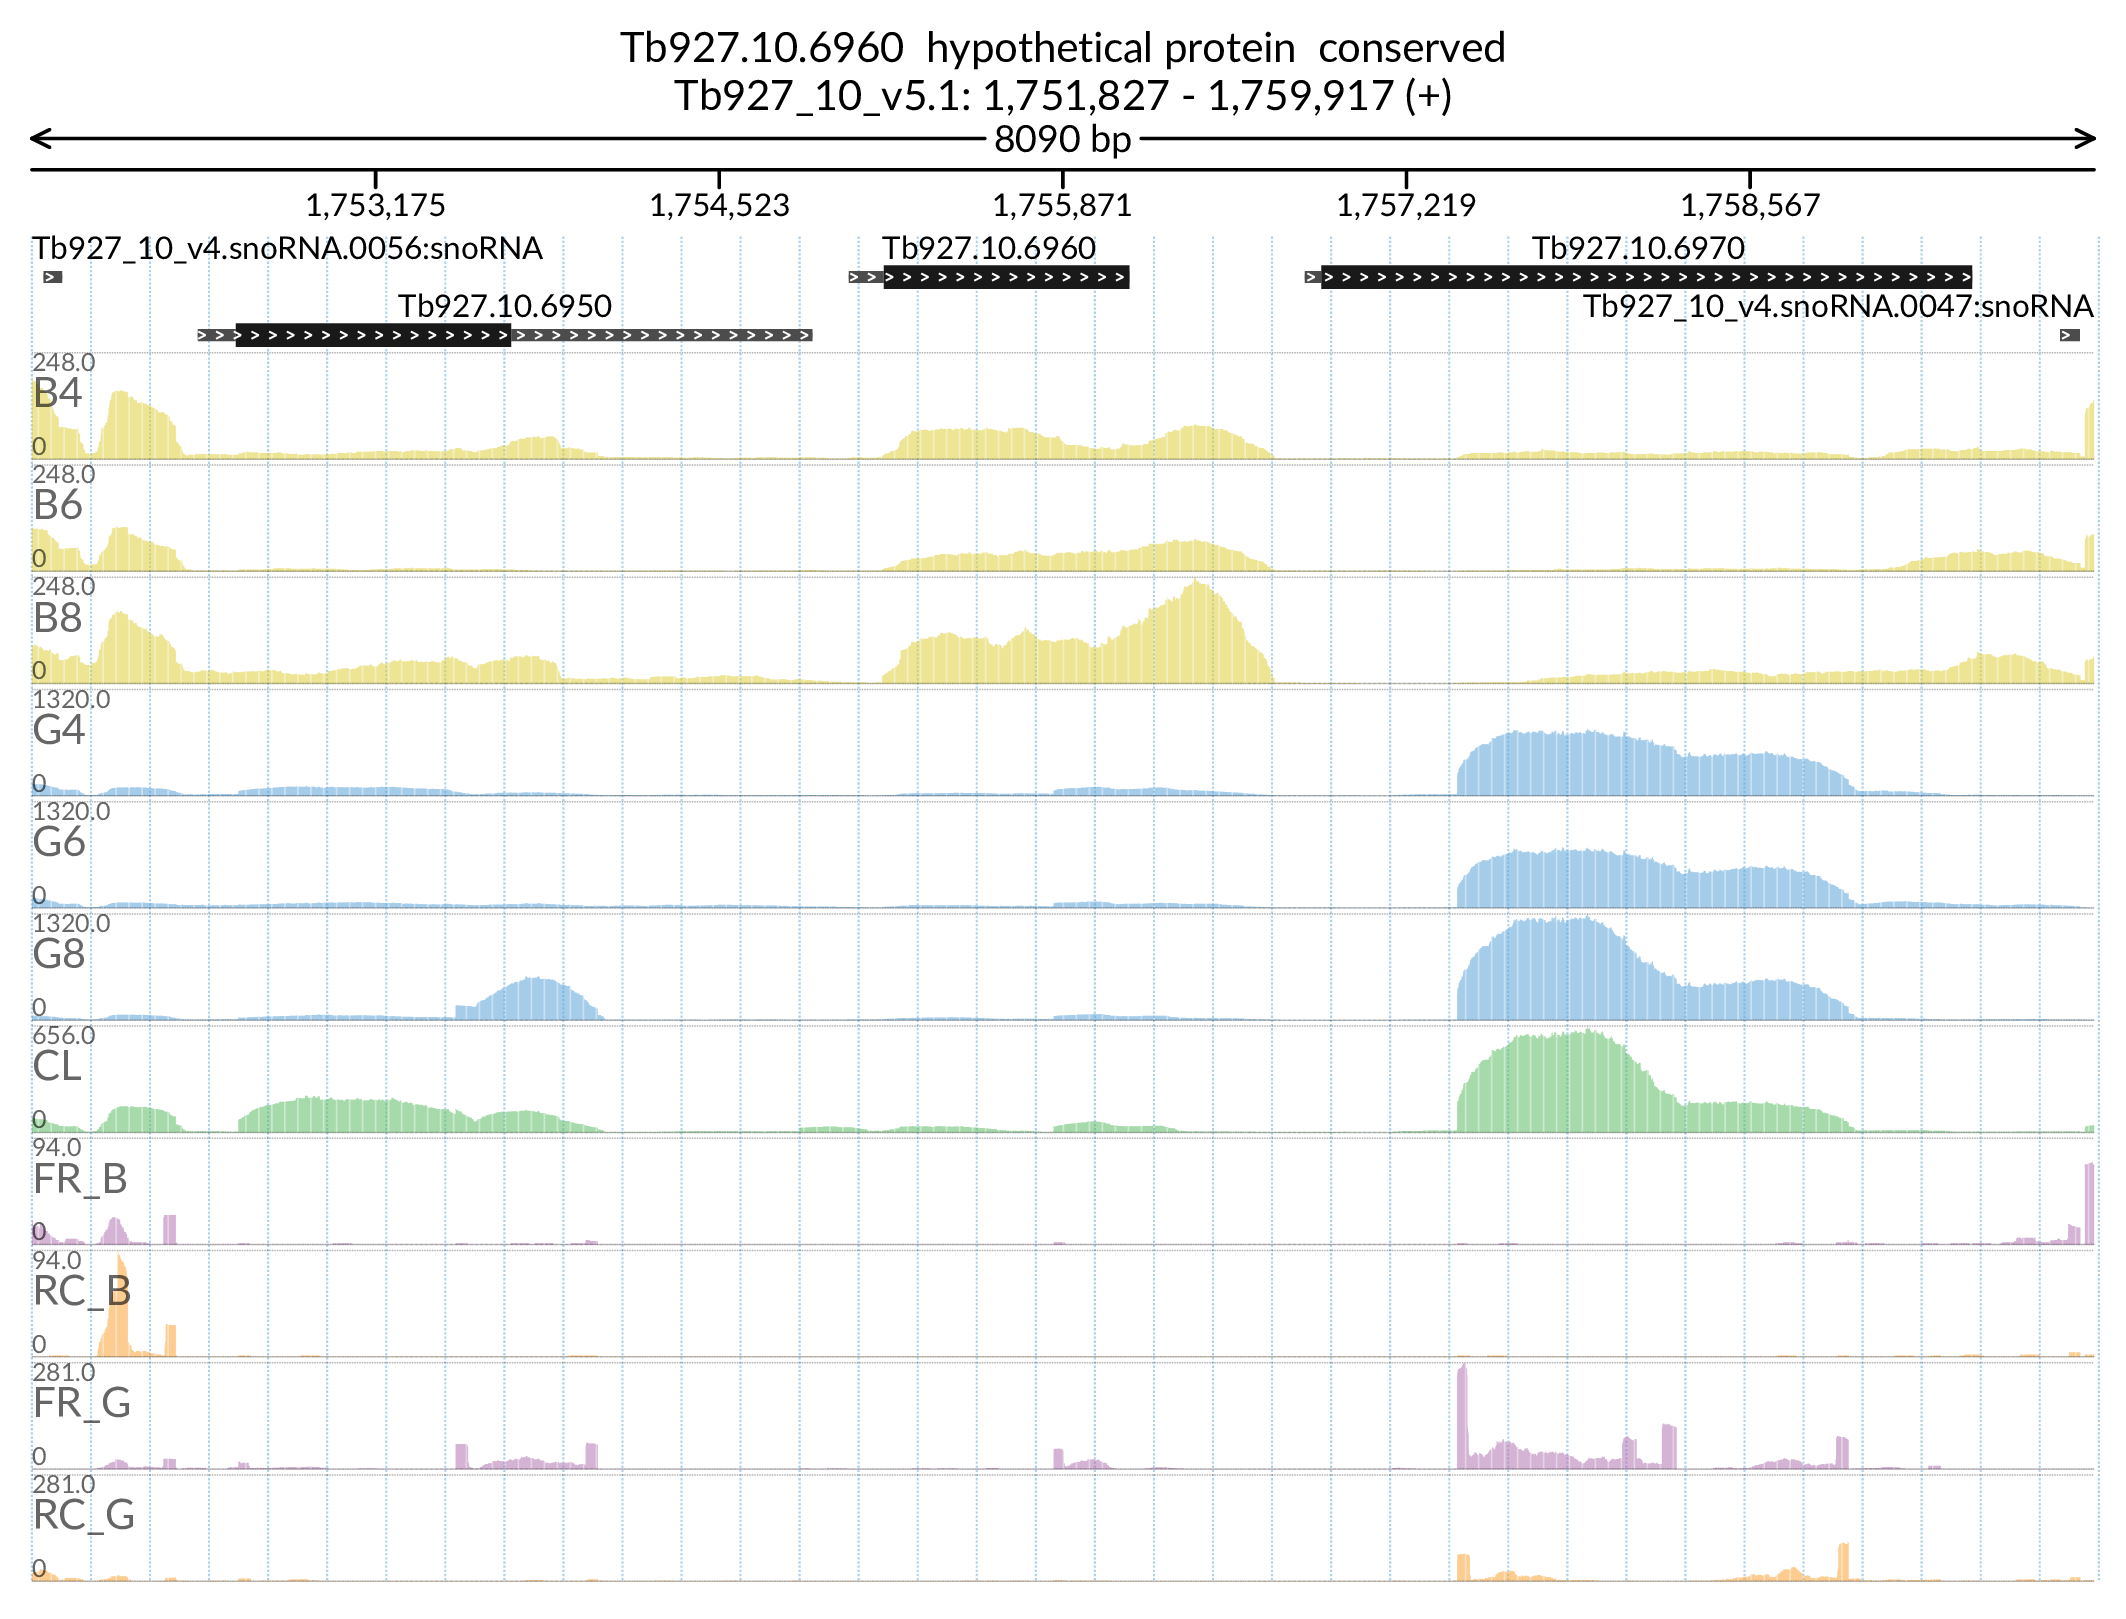 Tb927.10.6960  hypothetical protein  conserved
Tb927_10_v5.1: 1,751,827 - 1,759,917 (+)
8090 bp
1,753,175 1,754,523 1,755,871 1,757,219 1,758,567
Tb927_10_v4.snoRNA.0056:snoRNA Tb927.10.6960 Tb927.10.6970
Tb927.10.6950 Tb927_10_v4.snoRNA.0047:snoRNA
248.0
B4
0
248.0
B6
0
248.0
B8
0
1320.0
G4
0
1320.0
G6
0
1320.0
G8
0
656.0
CL
0
94.0
FR_B
0
94.0
RC_B
0
281.0
FR_G
0
281.0
RC_G
0